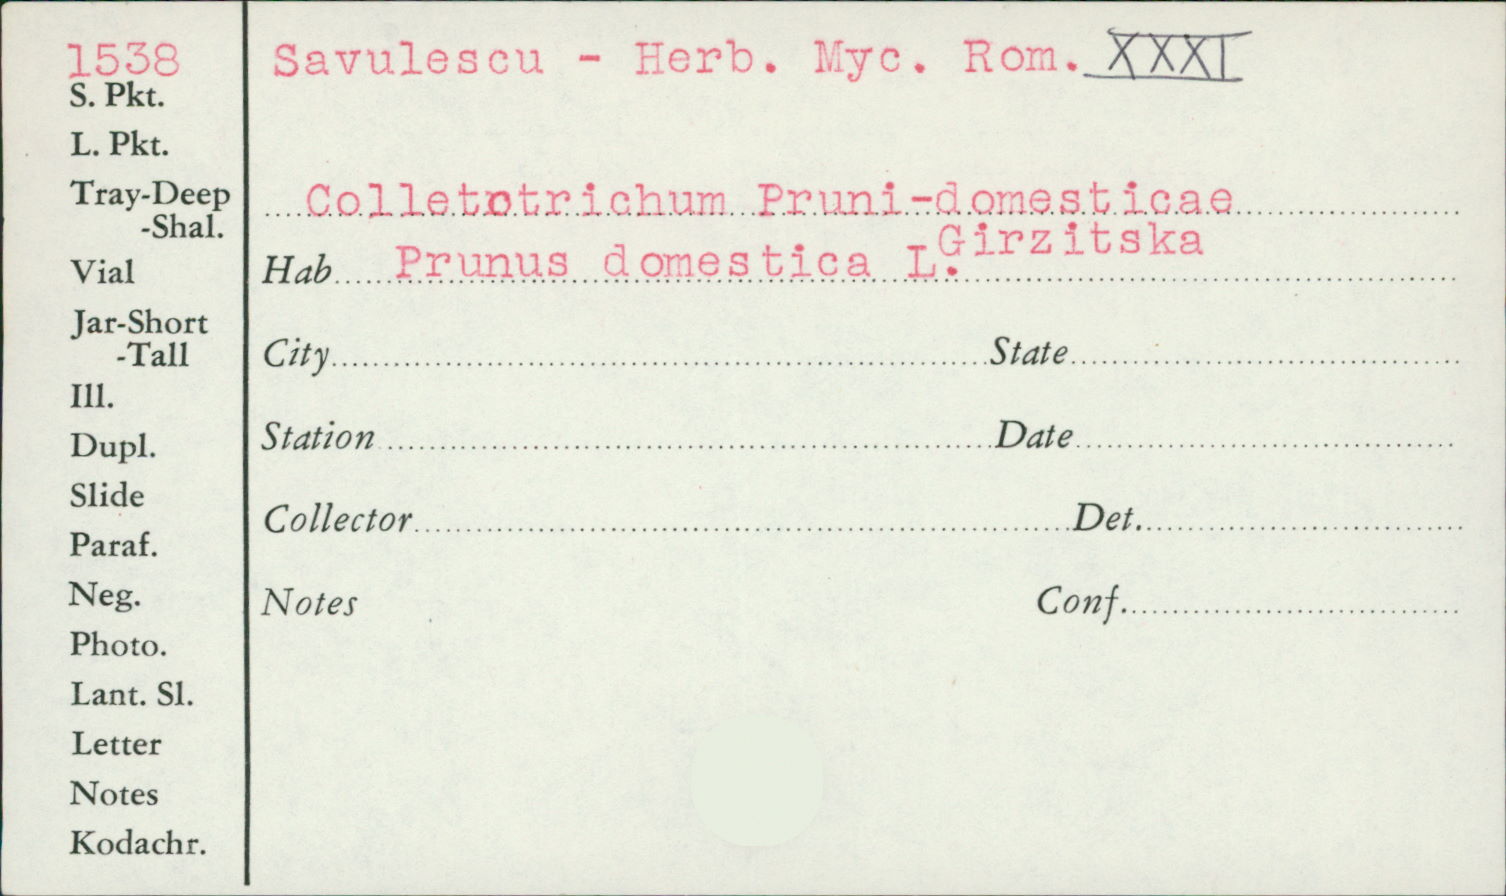 1538 Savulescu - Herb. Myc. Rom. XXXI
S. Pkt.
L. Pkt.
Tray-Deep
-Shal.
Vial
Jar-Short
-Tall
Ill.
Dupl.
Slide
Paraf.
Neg.
Photo.
Lant. Sl.
Letter
Notes
Kodachr.
Colletotrichum Pruni-domesticae
Girzitska
Hab Prunus domestica L.
City State
Station Date
Collector Det.
Notes Conf.